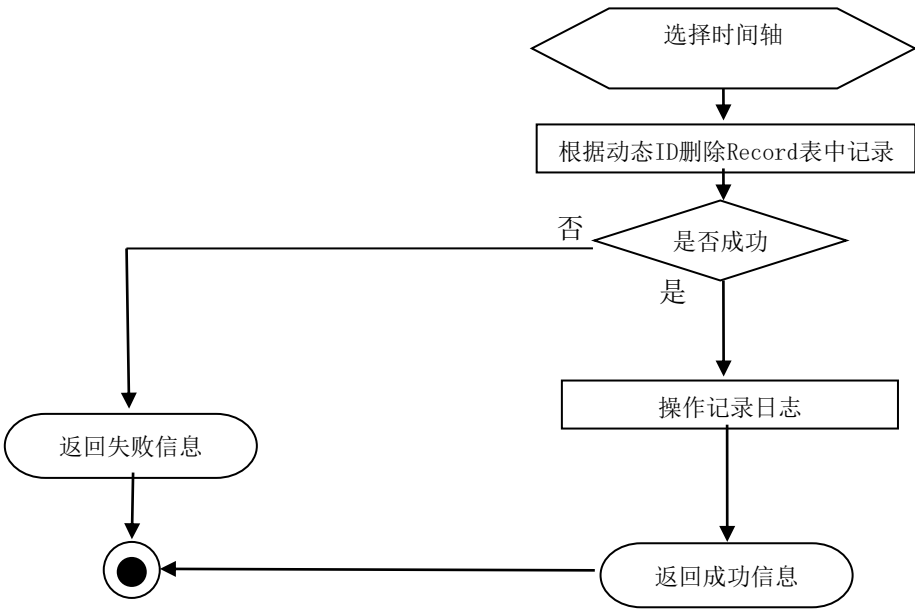 选择时间轴
根据动态ID删除Record表中记录
否
是否成功
是
操作记录日志
返回失败信息
返回成功信息